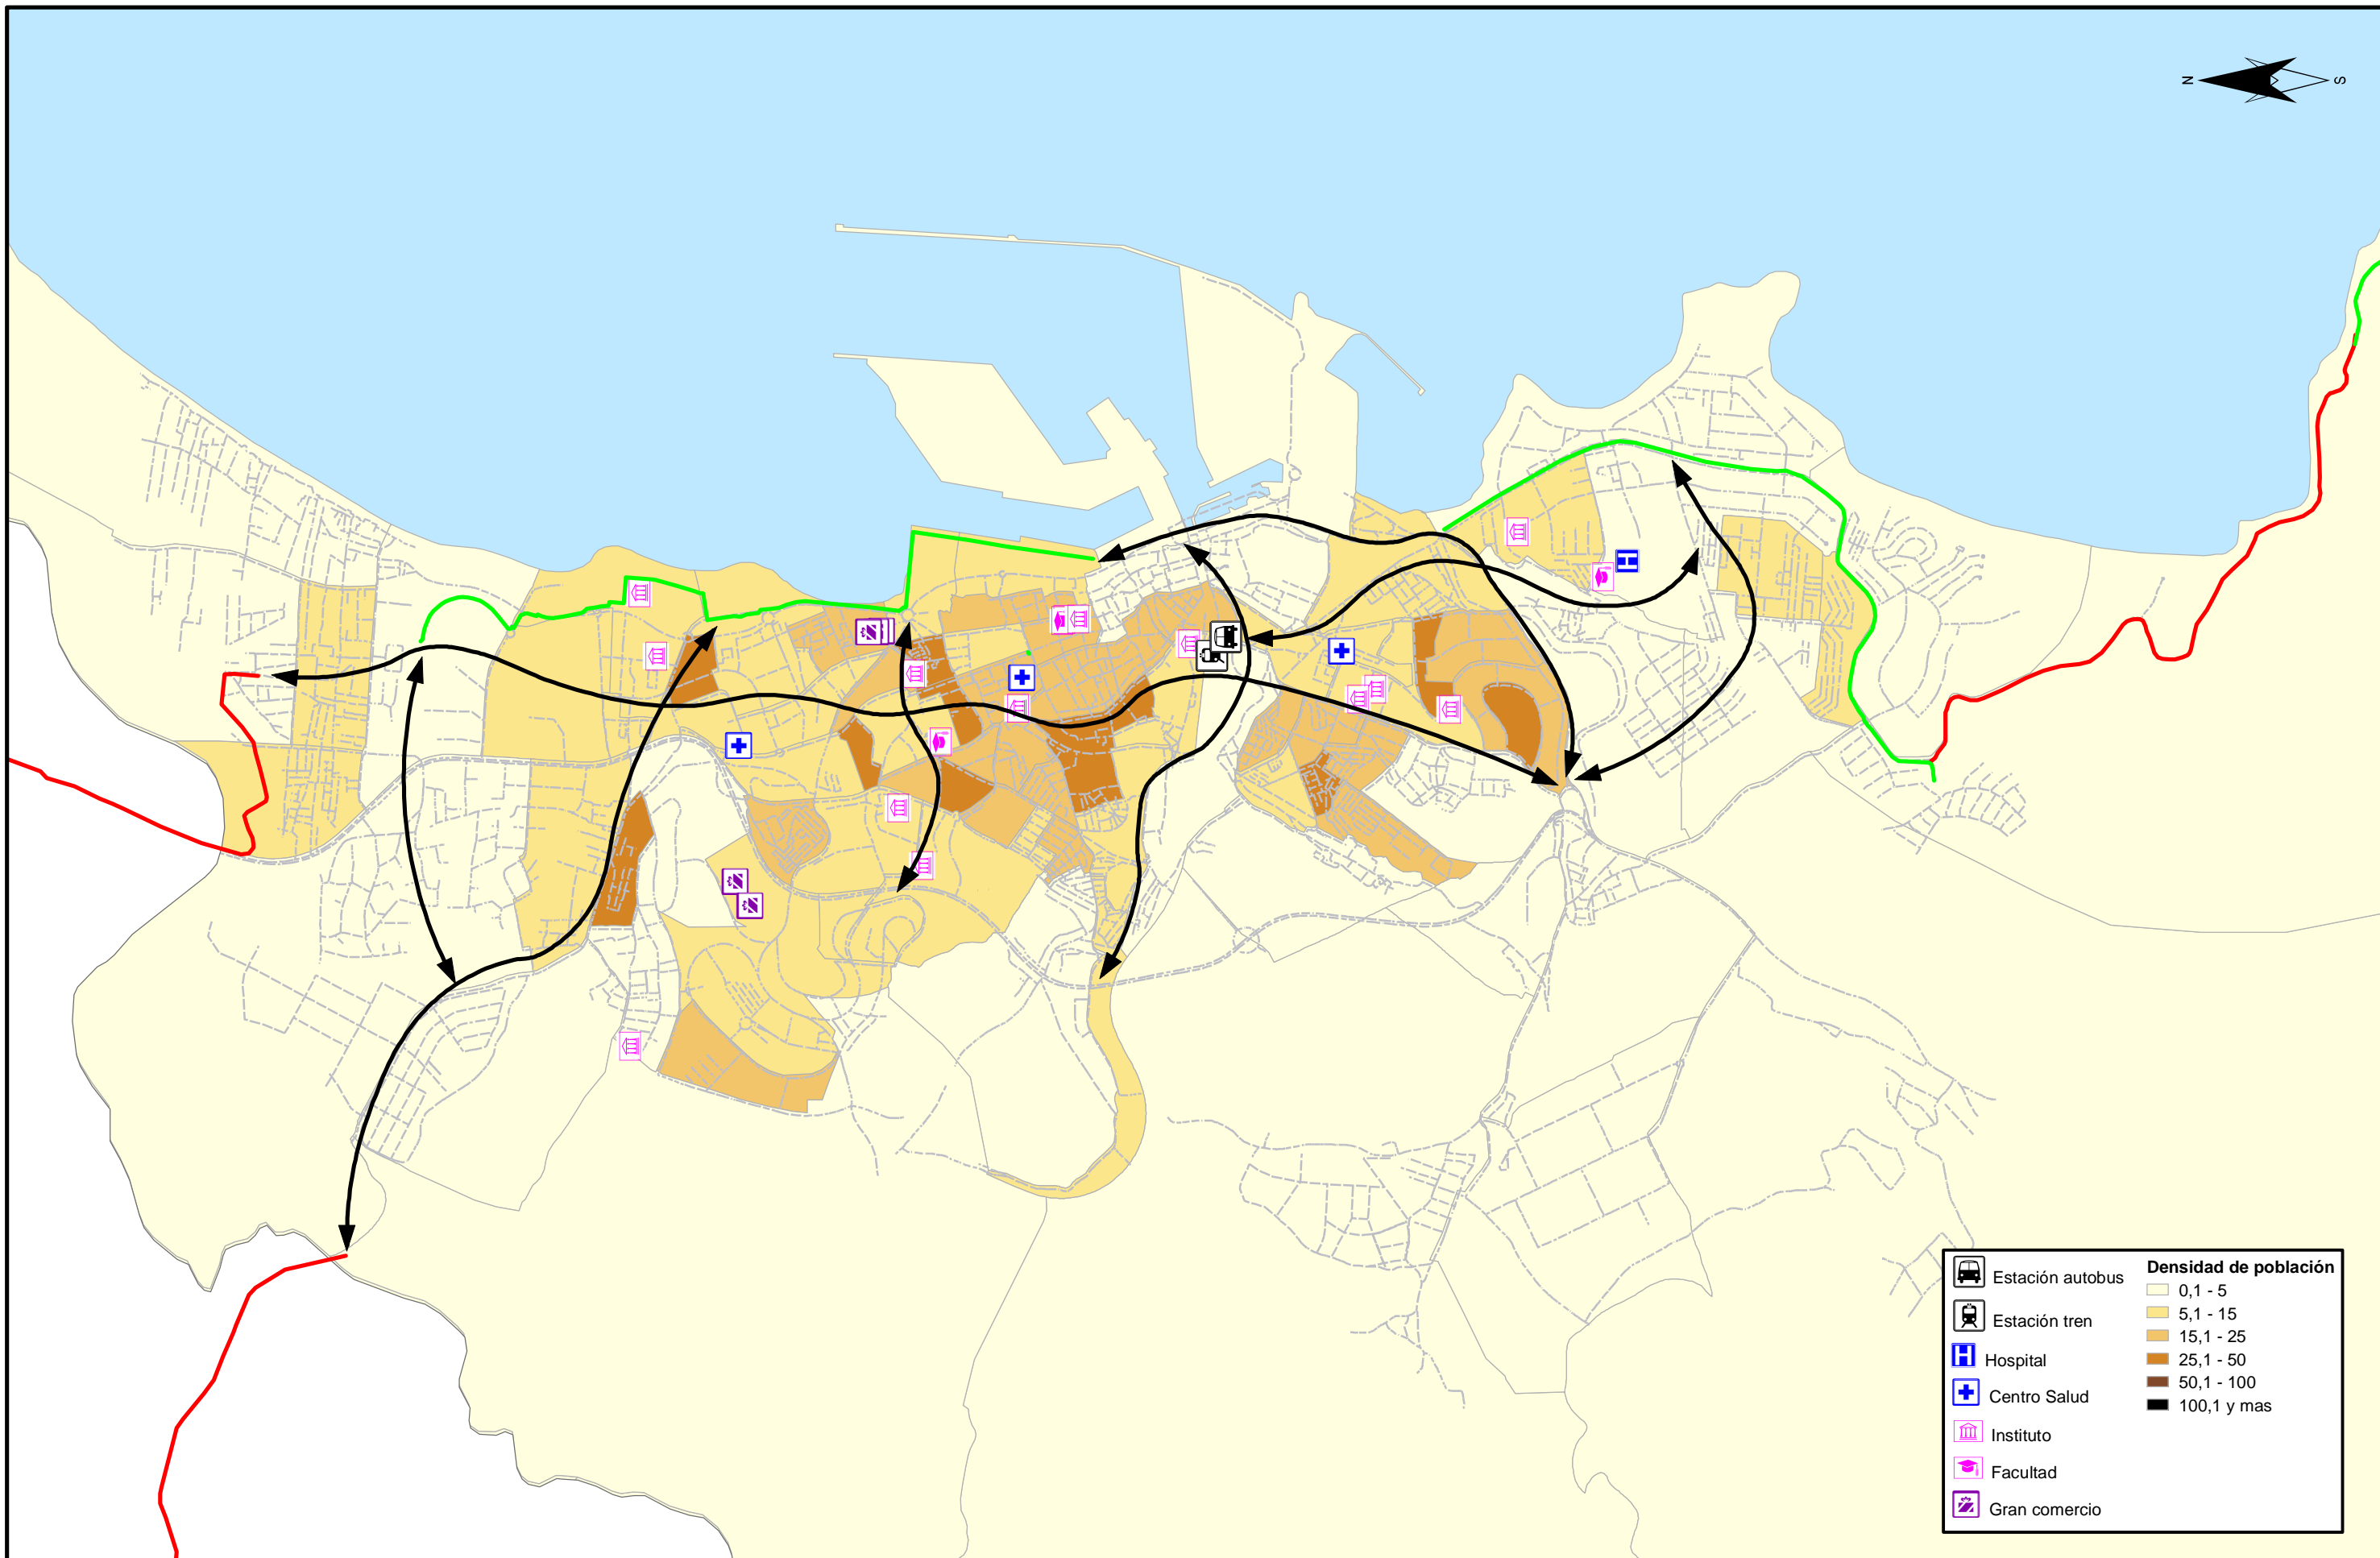 N
S
Estación autobus
Estación tren
Hospital
Centro Salud
Instituto
Facultad
Gran comercio
Densidad de población
0,1 - 5
5,1 - 15
15,1 - 25
25,1 - 50
50,1 - 100
100,1 y mas